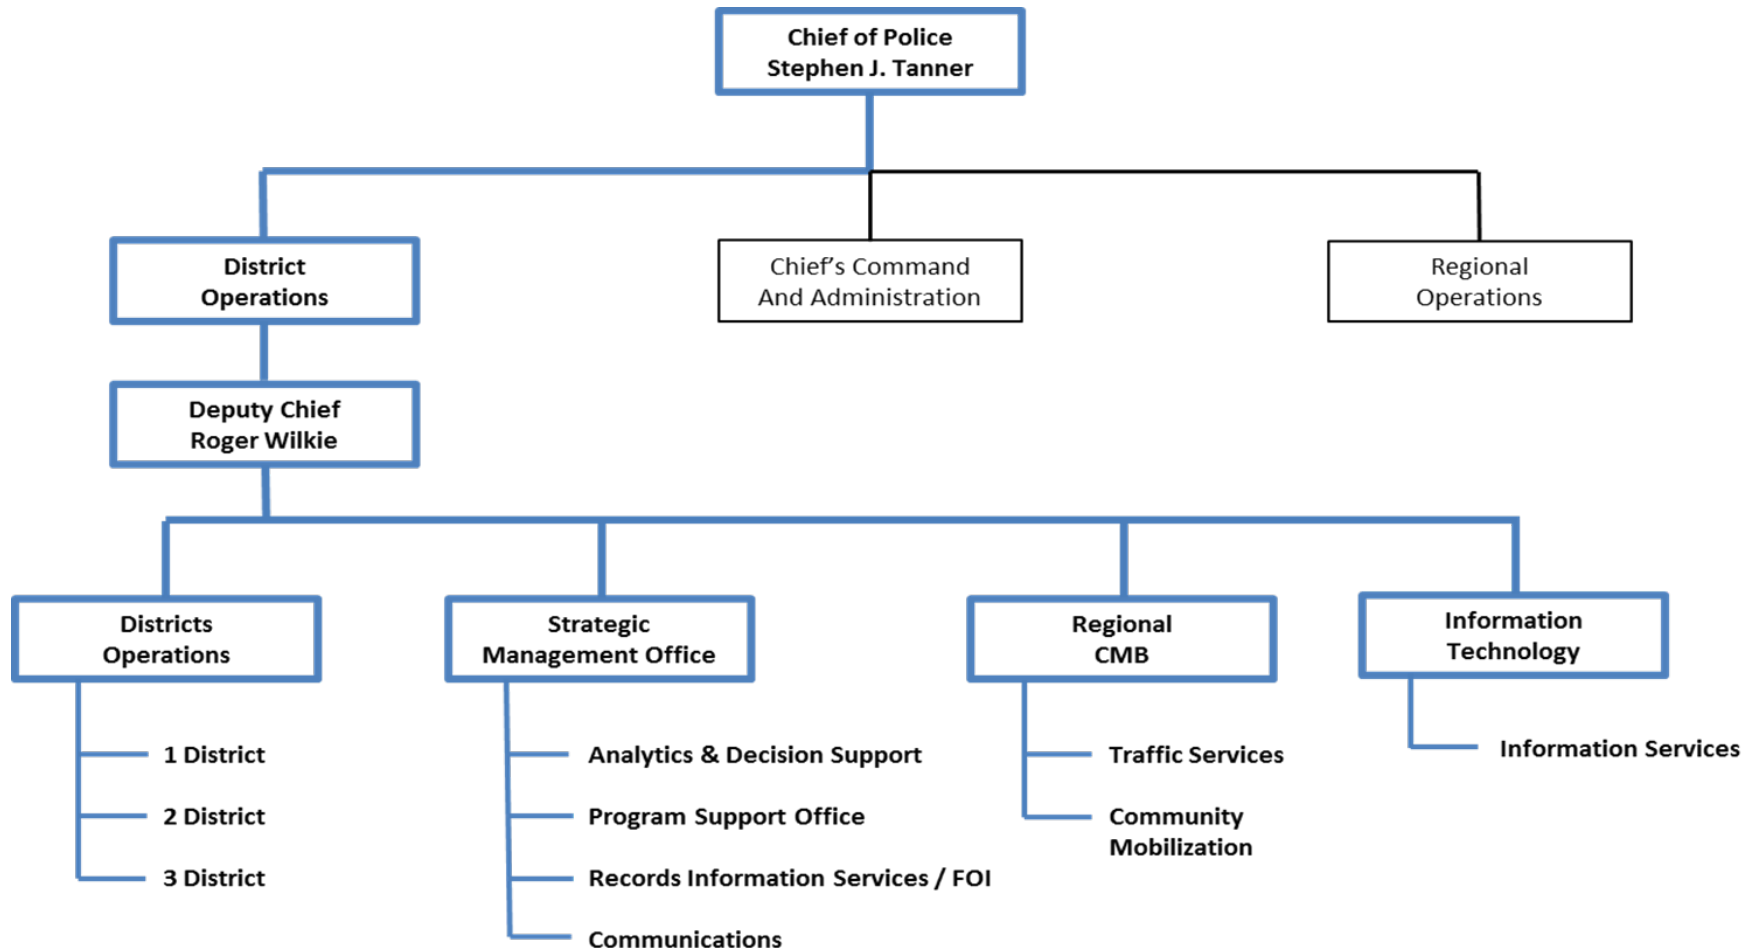 Chief of Police
Stephen J. Tanner
District
Operations
Chief’s Command
And Administration
Regional
Operations
Deputy Chief
Roger Wilkie
Districts
Operations
Strategic
Management Office
Regional
CMB
Information
Technology
1 District
2 District
3 District
Analytics & Decision Support
Program Support Office
Records Information Services / FOI
Communications
Traffic Services
Community
Mobilization
Information Services